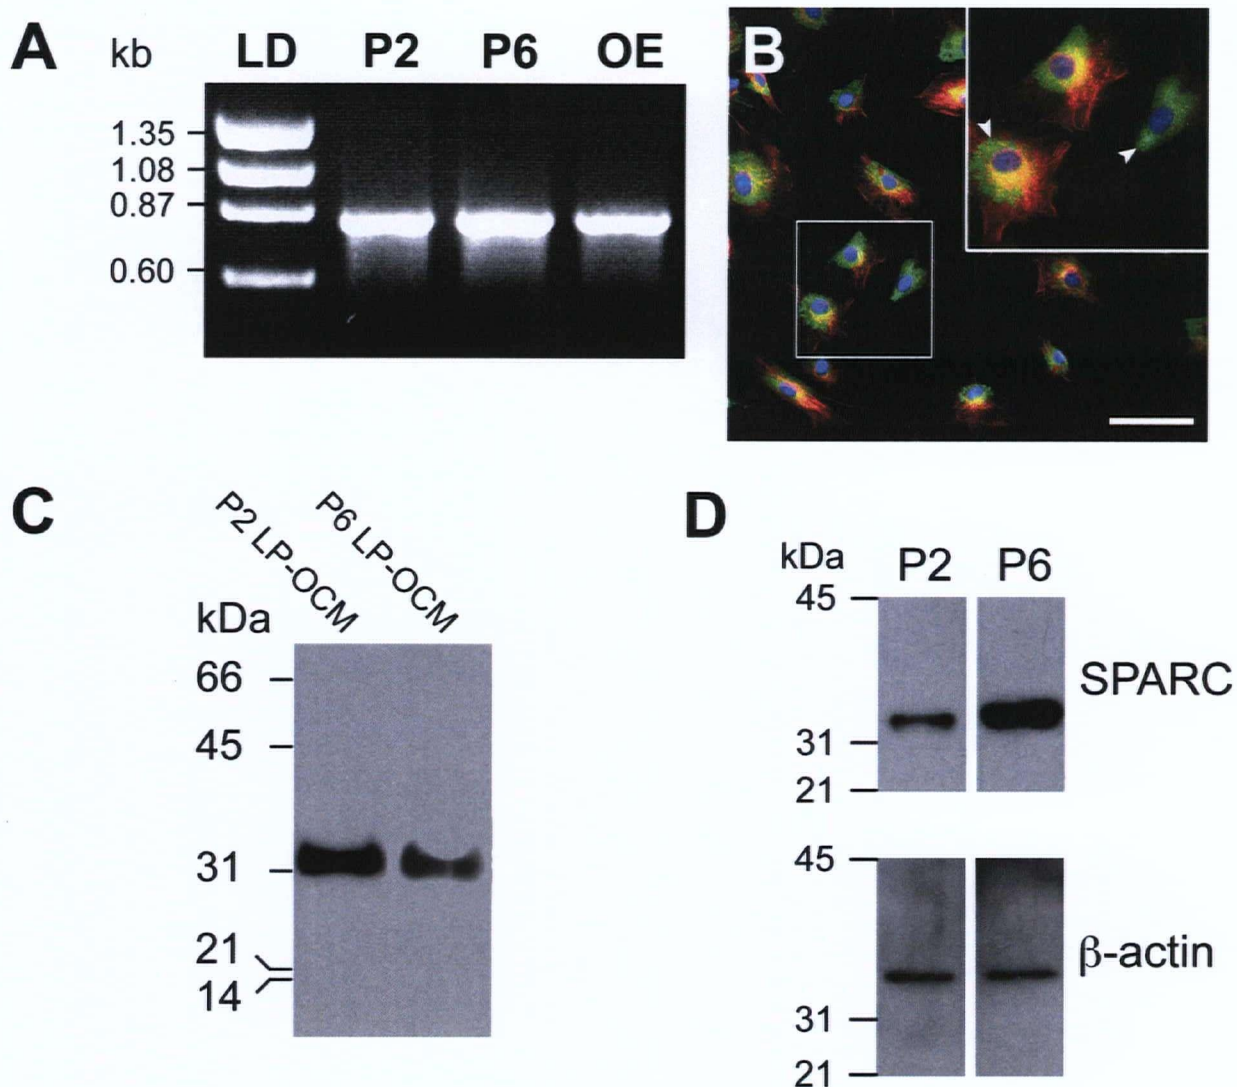 A
kb LD P2 P6 OE
1.35
1.08
0.87
0.60
B
C
P2 LP-OCM
P6 LP-OCM
kDa
66
45
31
21
14
D
kDa P2 P6
45
SPARC
31
21
45
β-actin
31
21